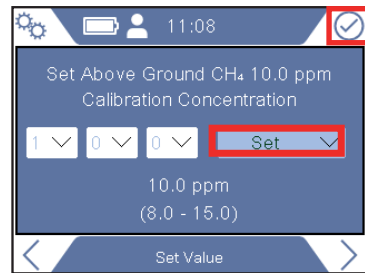 11:08
Set Above Ground CH₄ 10.0 ppm
Calibration Concentration
1 0 0 Set
10.0 ppm
(8.0 - 15.0)
Set Value